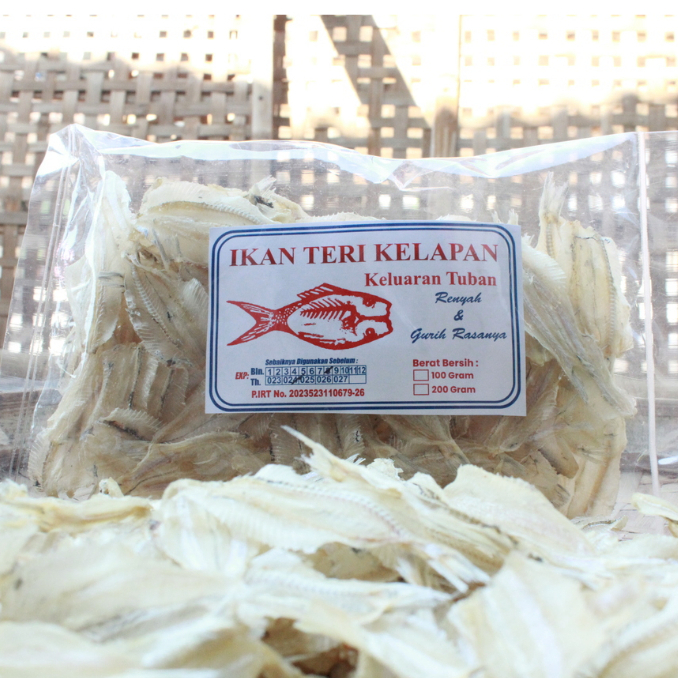 IKAN TERI KELAPAN
Keluaran Tuban
Renyah
&
Gurih Rasanya
Sebaiknya Digunakan Sebelum :
EXP: Bln. 1 2 3 4 5 6 7 8 9 10 11 12
Th. 023 024 025 026 027
P.IRT No. 2023523110679-26
Berat Bersih :
100 Gram
200 Gram